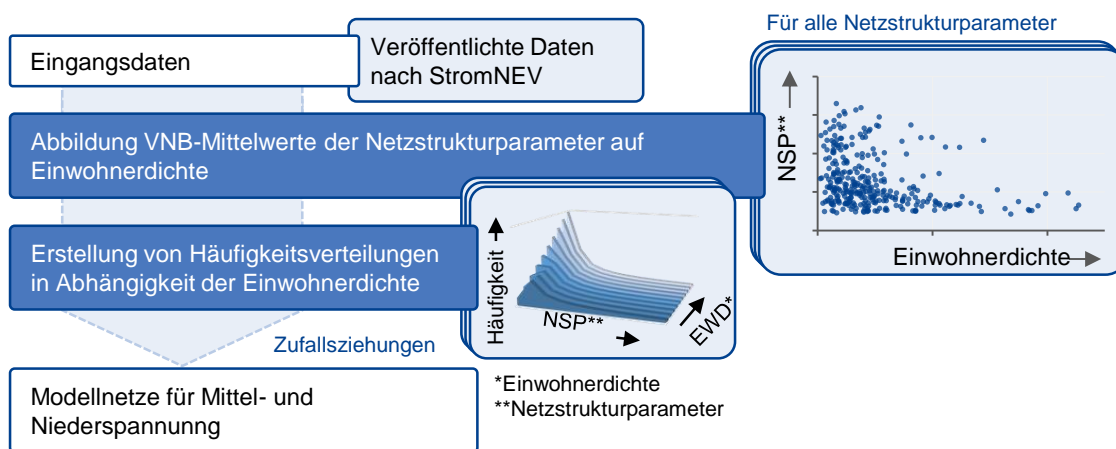 Für alle Netzstrukturparameter
Eingangsdaten
Veröffentlichte Daten
nach StromNEV
NSP**
Einwohnerdichte
Abbildung VNB-Mittelwerte der Netzstrukturparameter auf
Einwohnerdichte
Erstellung von Häufigkeitsverteilungen
in Abhängigkeit der Einwohnerdichte
Häufigkeit
NSP**
EWD*
Zufallsziehungen
*Einwohnerdichte
**Netzstrukturparameter
Modellnetze für Mittel- und
Niederspannunng